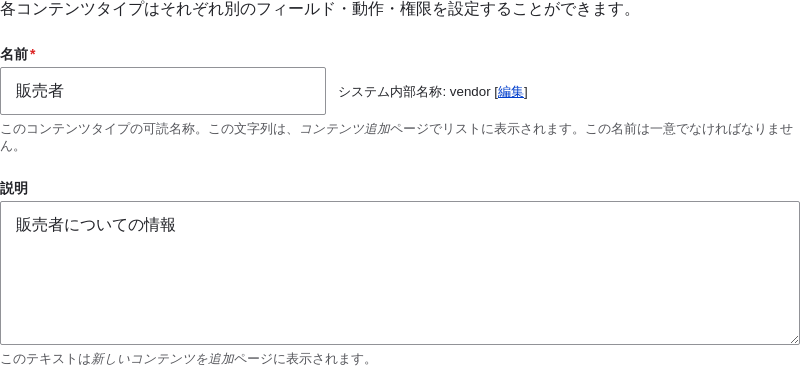 各コンテンツタイプはそれぞれ別のフィールド・動作・権限を設定することができます。
名前*
販売者
システム内部名称: vendor [編集]
このコンテンツタイプの可読名称。この文字列は、コンテンツ追加ページでリストに表示されます。この名前は一意でなければなりませ
ん。
説明
販売者についての情報
このテキストは新しいコンテンツを追加ページに表示されます。